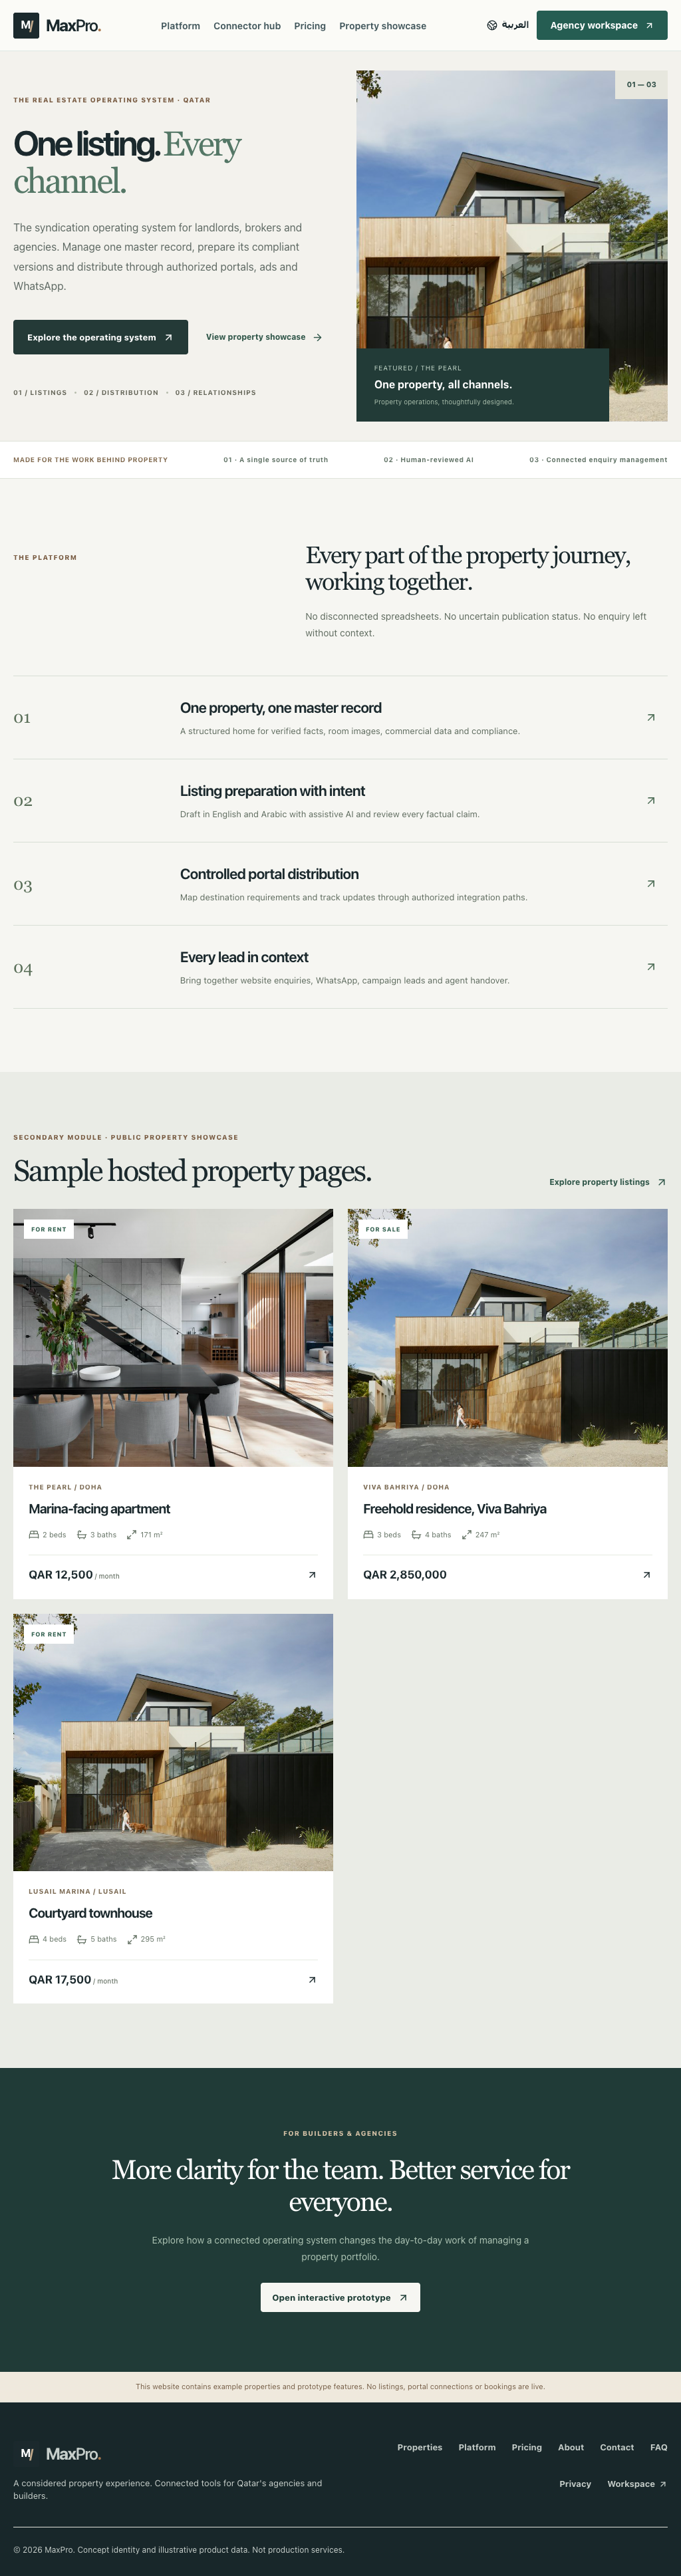 M/ MaxPro.
Platform Connector hub Pricing Property showcase
العربية
Agency workspace
THE REAL ESTATE OPERATING SYSTEM · QATAR
One listing. Every
channel.
The syndication operating system for landlords, brokers and
agencies. Manage one master record, prepare its compliant
versions and distribute through authorized portals, ads and
WhatsApp.
Explore the operating system
View property showcase
01 / LISTINGS · 02 / DISTRIBUTION · 03 / RELATIONSHIPS
01 — 03
FEATURED / THE PEARL
One property, all channels.
Property operations, thoughtfully designed.
MADE FOR THE WORK BEHIND PROPERTY
01 · A single source of truth
02 · Human-reviewed AI
03 · Connected enquiry management
THE PLATFORM
Every part of the property journey,
working together.
No disconnected spreadsheets. No uncertain publication status. No enquiry left
without context.
01
One property, one master record
A structured home for verified facts, room images, commercial data and compliance.
02
Listing preparation with intent
Draft in English and Arabic with assistive AI and review every factual claim.
03
Controlled portal distribution
Map destination requirements and track updates through authorized integration paths.
04
Every lead in context
Bring together website enquiries, WhatsApp, campaign leads and agent handover.
SECONDARY MODULE · PUBLIC PROPERTY SHOWCASE
Sample hosted property pages.
Explore property listings
FOR RENT
THE PEARL / DOHA
Marina-facing apartment
2 beds 3 baths 171 m²
QAR 12,500 / month
FOR SALE
VIVA BAHRIYA / DOHA
Freehold residence, Viva Bahriya
3 beds 4 baths 247 m²
QAR 2,850,000
FOR RENT
LUSAIL MARINA / LUSAIL
Courtyard townhouse
4 beds 5 baths 295 m²
QAR 17,500 / month
FOR BUILDERS & AGENCIES
More clarity for the team. Better service for
everyone.
Explore how a connected operating system changes the day-to-day work of managing a
property portfolio.
Open interactive prototype
This website contains example properties and prototype features. No listings, portal connections or bookings are live.
M/ MaxPro.
A considered property experience. Connected tools for Qatar's agencies and
builders.
Properties Platform Pricing About Contact FAQ
Privacy Workspace
© 2026 MaxPro. Concept identity and illustrative product data. Not production services.